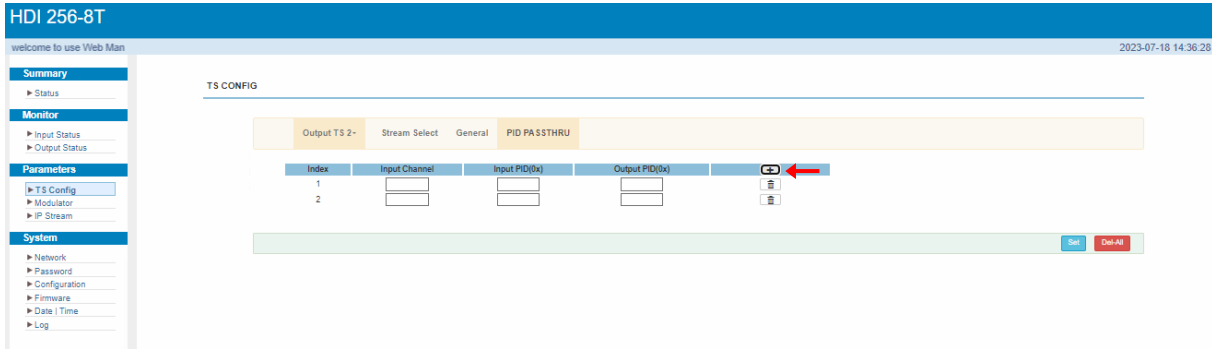 HDI 256-8T
welcome to use Web Man
2023-07-18 14:36:28
Summary
Status
Monitor
Input Status
Output Status
Parameters
TS Config
Modulator
IP Stream
System
Network
Password
Configuration
Firmware
Date | Time
Log
TS CONFIG
Output TS 2- Stream Select General PID PASSTHRU
Index Input Channel Input PID(0x) Output PID(0x)
1
2
Set Del-All